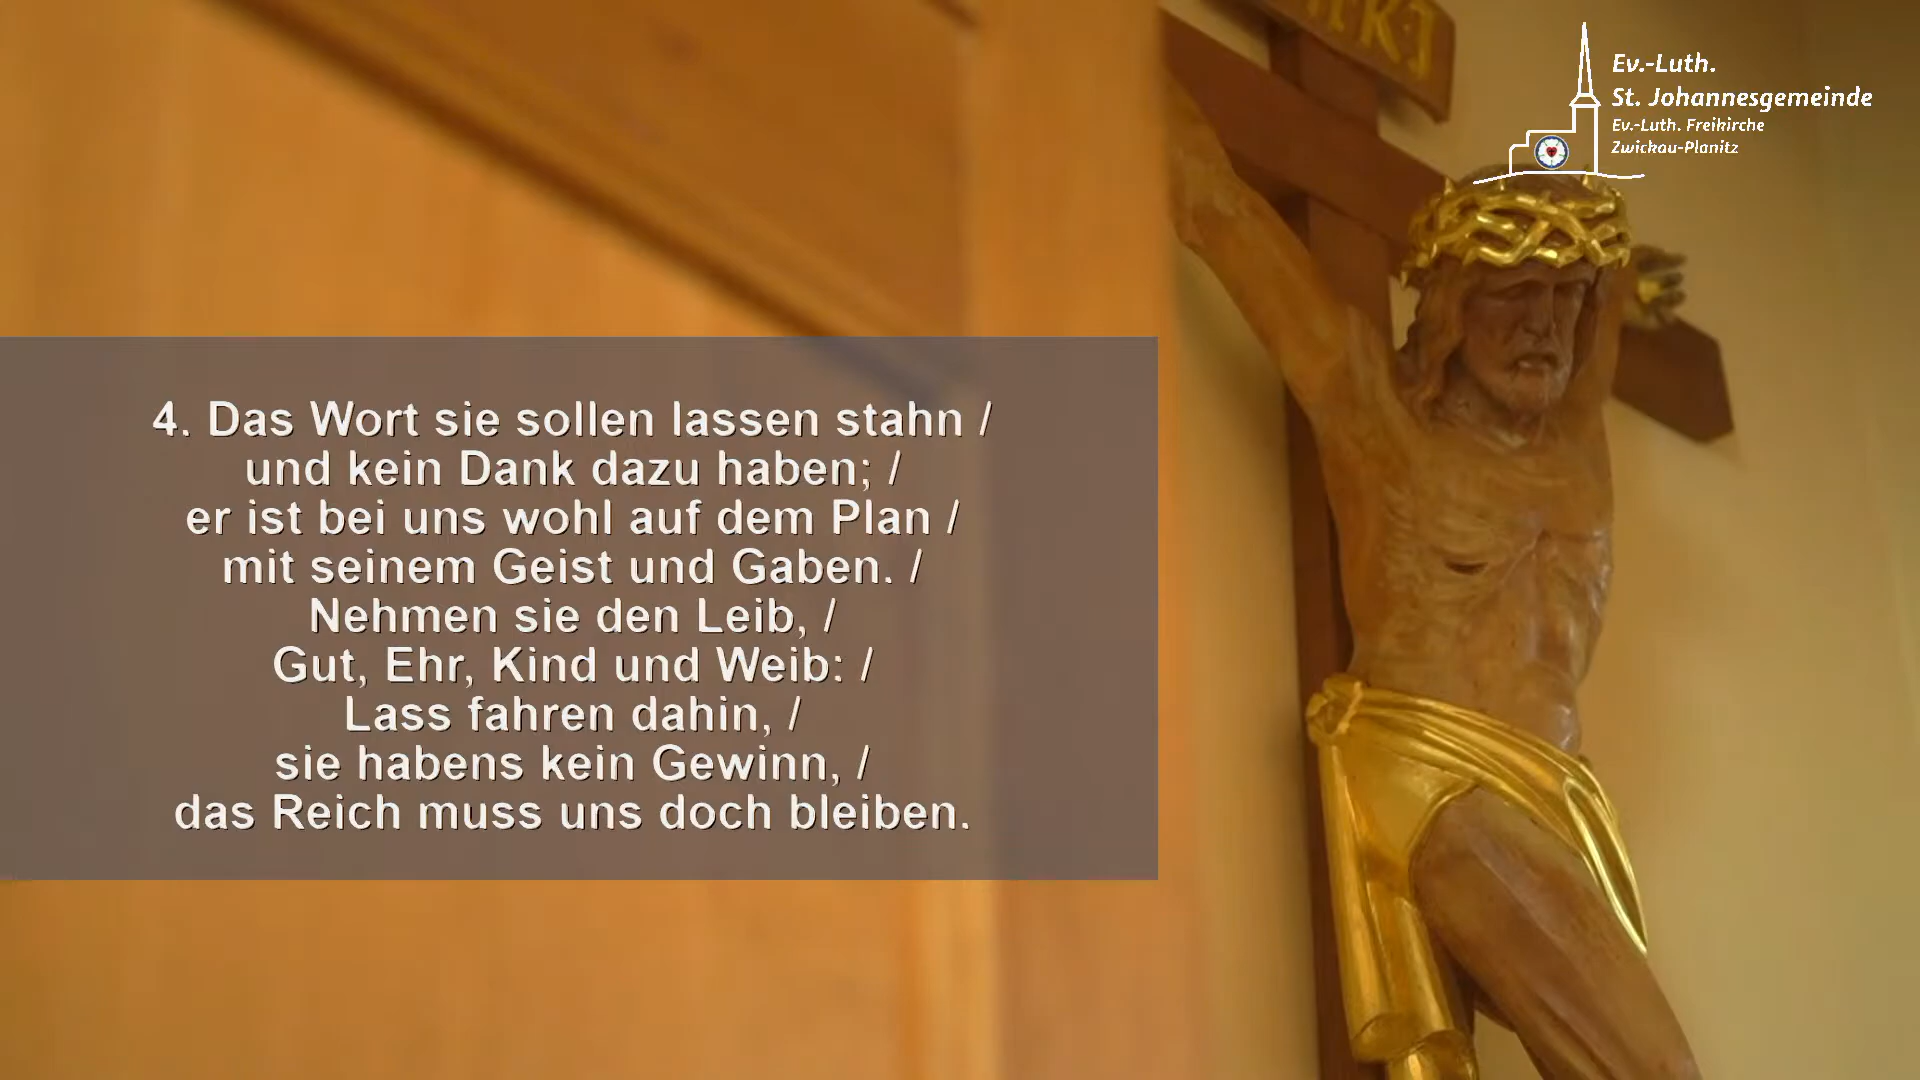 Ev.-Luth.
St. Johannesgemeinde
Ev.-Luth. Freikirche
Zwickau-Planitz
4. Das Wort sie sollen lassen stahn /
und kein Dank dazu haben; /
er ist bei uns wohl auf dem Plan /
mit seinem Geist und Gaben. /
Nehmen sie den Leib, /
Gut, Ehr, Kind und Weib: /
Lass fahren dahin, /
sie habens kein Gewinn, /
das Reich muss uns doch bleiben.